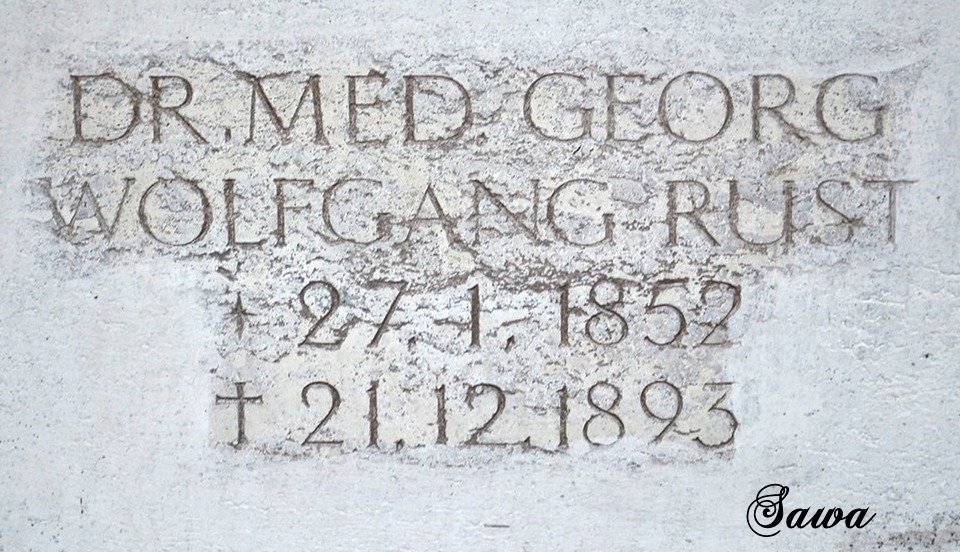 DR. MED. GEORG
WOLFGANG RUST
* 27. 1. 1852
† 21. 12. 1893
Sawa